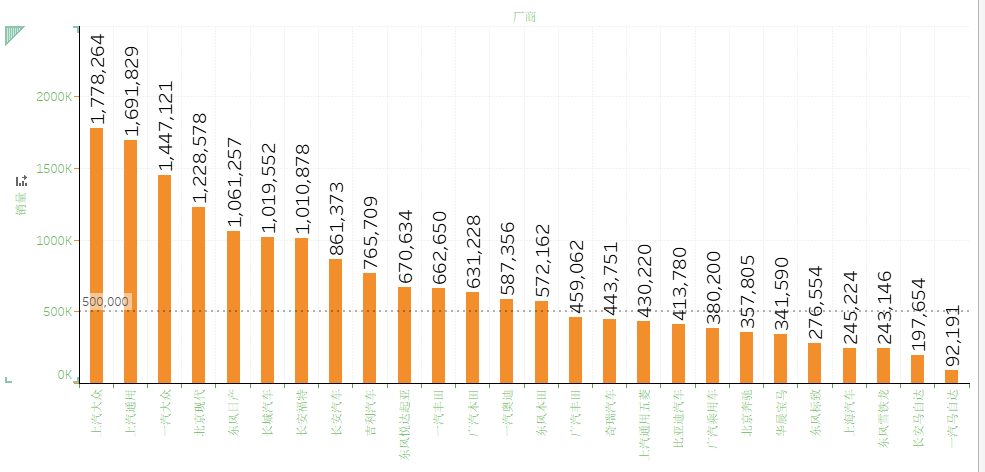 厂商
销量
2000K
1500K
1000K
500K
0K
500,000
1,778,264
1,691,829
1,447,121
1,228,578
1,061,257
1,019,552
1,010,878
861,373
765,709
670,634
662,650
631,228
587,356
572,162
459,062
443,751
430,220
413,780
380,200
357,805
341,590
276,554
245,224
243,146
197,654
92,191
上汽大众
上汽通用
一汽大众
北京现代
东风日产
长城汽车
长安福特
长安汽车
吉利汽车
东风悦达起亚
一汽丰田
广汽本田
一汽奥迪
东风本田
广汽丰田
奇瑞汽车
上汽通用五菱
比亚迪汽车
广汽乘用车
北京奔驰
华晨宝马
东风标致
上海汽车
东风雪铁龙
长安马自达
一汽马自达